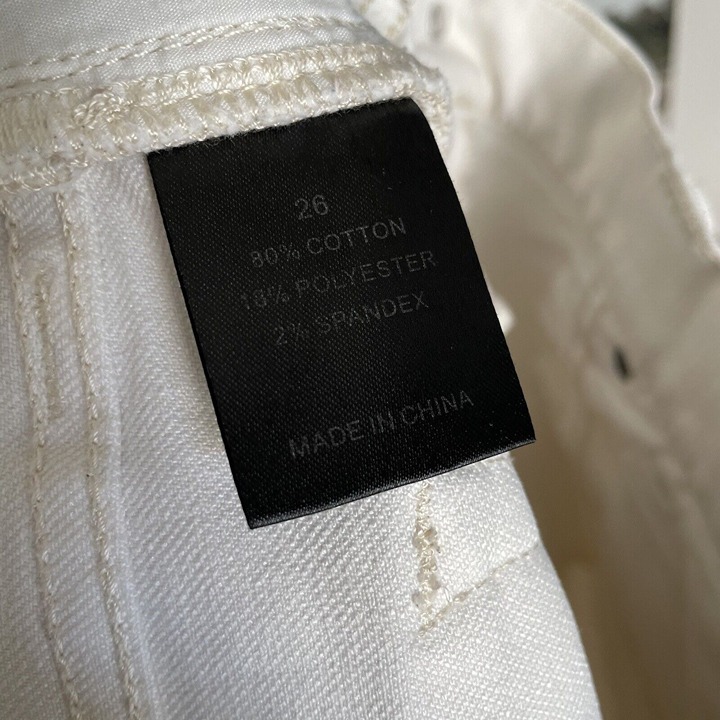 26
80% COTTON
18% POLYESTER
2% SPANDEX
MADE IN CHINA